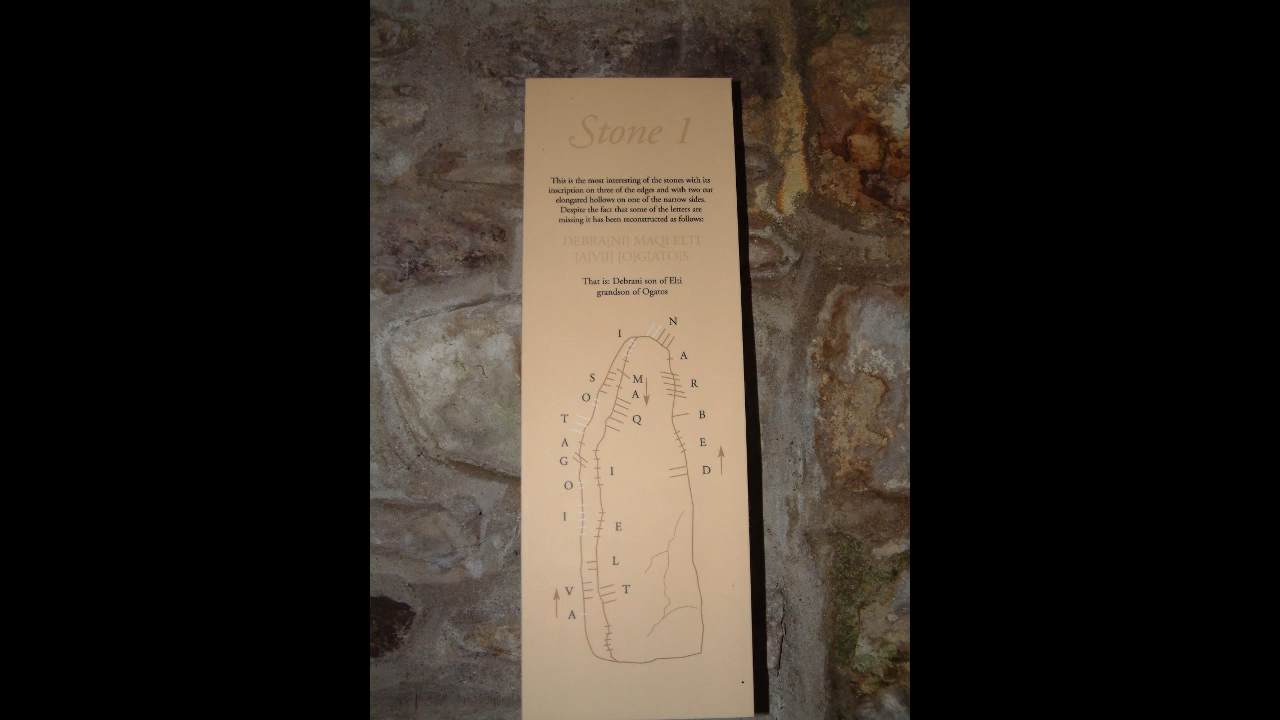 Stone 1
This is the most interesting of the stones with its
inscription on three of the edges and with two cut
elongated hollows on one of the narrow sides.
Despite the fact that some of the letters are
missing it has been reconstructed as follows:
DEBRA[NI] MAQI ELTI
[A]V[I] [O]G[ATO]S
That is: Debrani son of Elti
grandson of Ogatos
I
N
A
S
M
R
O
A
T
Q
B
A
E
G
I
D
O
I
E
L
V
T
A